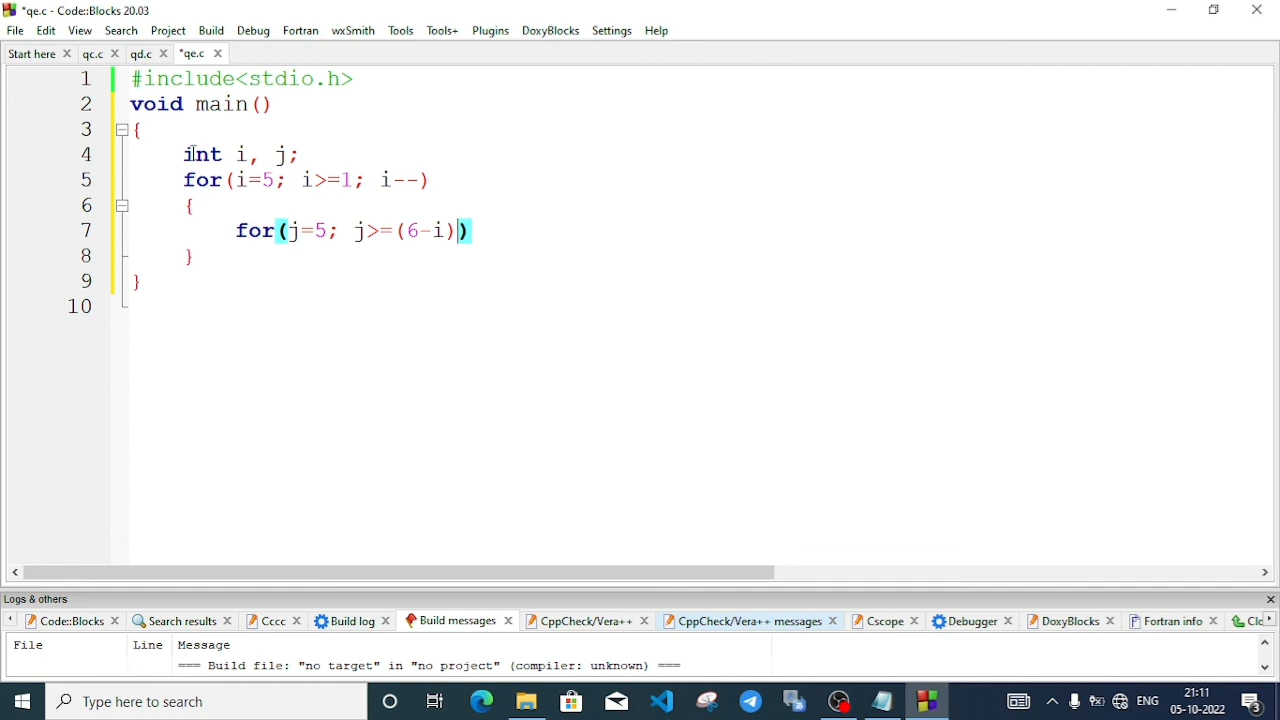 *qe.c - Code::Blocks 20.03
File Edit View Search Project Build Debug Fortran wxSmith Tools Tools+ Plugins DoxyBlocks Settings Help
Start here qc.c qd.c *qe.c
1 #include<stdio.h>
2 void main()
3 {
4 int i, j;
5 for(i=5; i>=1; i--)
6 {
7 for(j=5; j>=(6-i))
8 }
9 }
10
Logs & others
Code::Blocks Search results Cccc Build log Build messages CppCheck/Vera++ CppCheck/Vera++ messages Cscope Debugger DoxyBlocks Fortran info Clo
File Line Message
=== Build file: "no target" in "no project" (compiler: unknown) ===
Type here to search ENG 21:11
05-10-2022 3